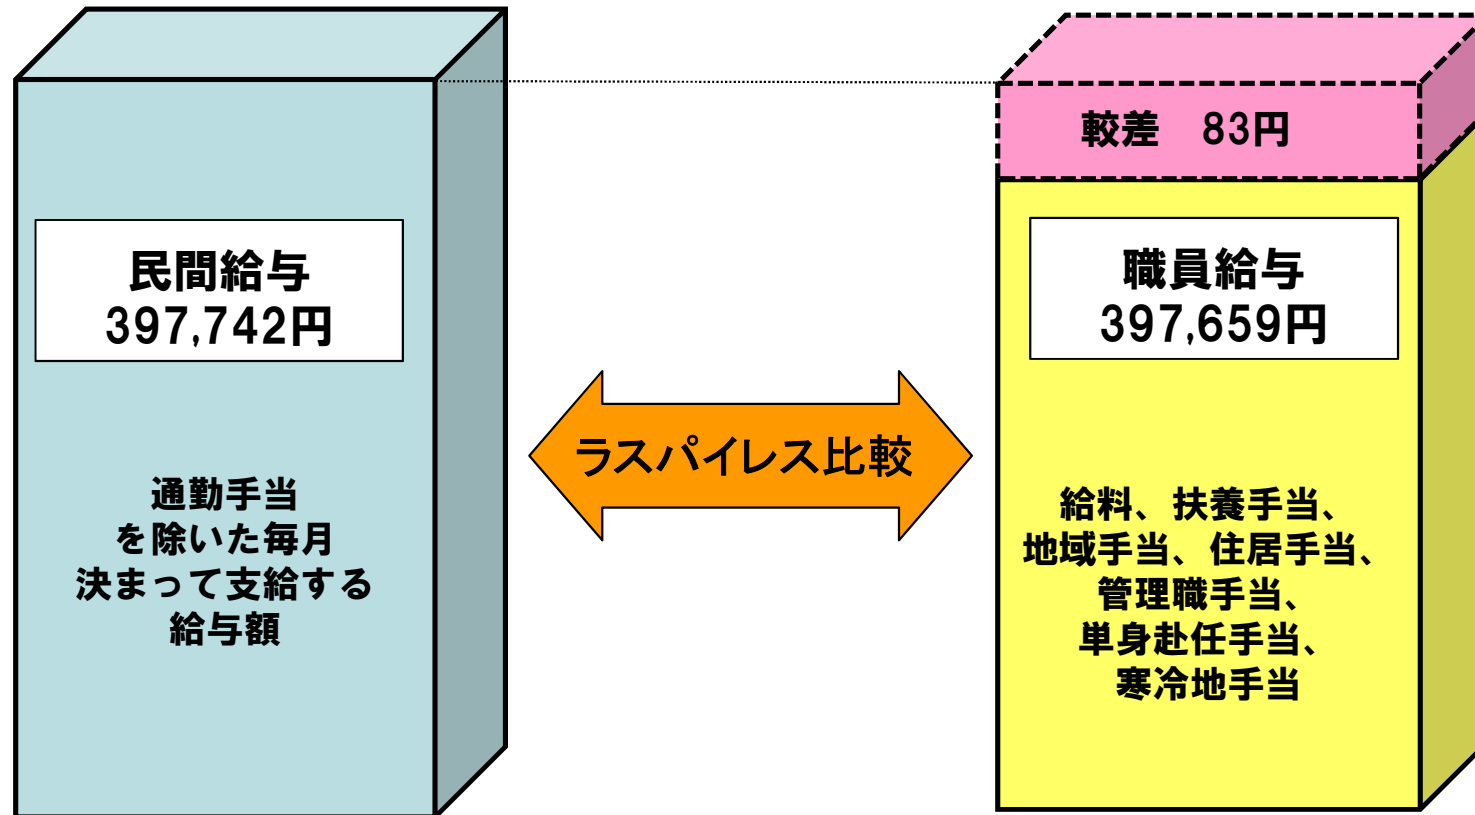 較差　83円
民間給与
397,742円
職員給与
397,659円
ラスパイレス比較
通勤手当
を除いた毎月
決まって支給する
給与額
給料、扶養手当、
地域手当、住居手当、
管理職手当、
単身赴任手当、
寒冷地手当